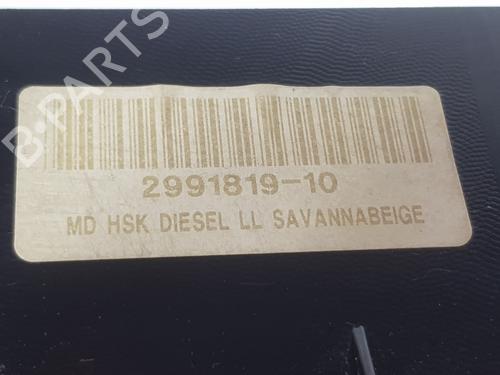 B-PARTS
2991819-10
MD HSK DIESEL LL SAVANNABEIGE